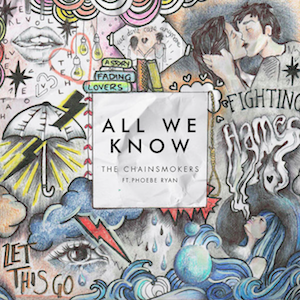 FADING
LOVERS
FIGHTING
flames
ALL WE
KNOW
THE CHAINSMOKERS
FT. PHOEBE RYAN
LET
THIS GO